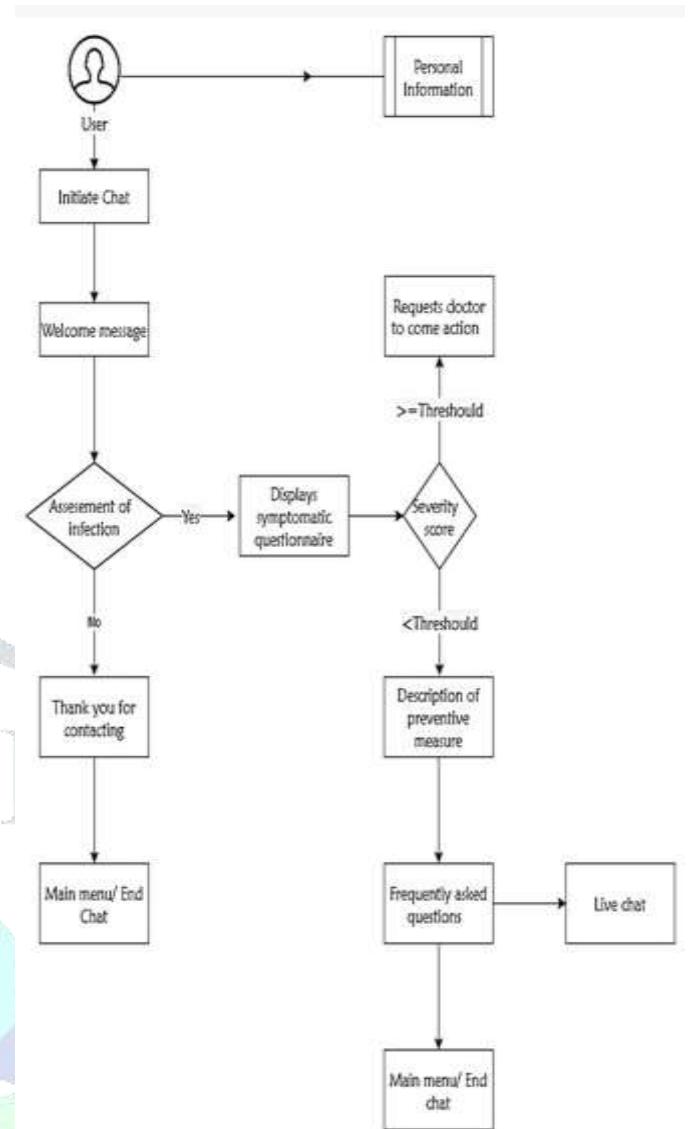 Personal
Information
User
Initiate Chat
Welcome message
Requests doctor
to come action
>=Threshould
Assesement of
infection
Yes
Displays
symptomatic
questionnaire
Severity
score
No
<Threshould
Thank you for
contacting
Description of
preventive
measure
Main menu/ End
Chat
Frequently asked
questions
Live chat
Main menu/ End
chat